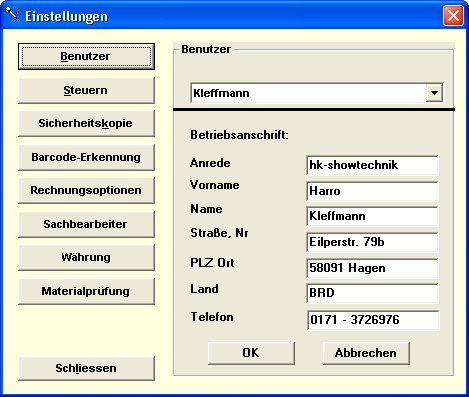 Einstellungen
Benutzer
Steuern
Sicherheitskopie
Barcode-Erkennung
Rechnungsoptionen
Sachbearbeiter
Währung
Materialprüfung
Schliessen
Benutzer
Kleffmann
Betriebsanschrift:
Anrede hk-showtechnik
Vorname Harro
Name Kleffmann
Straße, Nr Eilperstr. 79b
PLZ Ort 58091 Hagen
Land BRD
Telefon 0171 - 3726976
OK Abbrechen